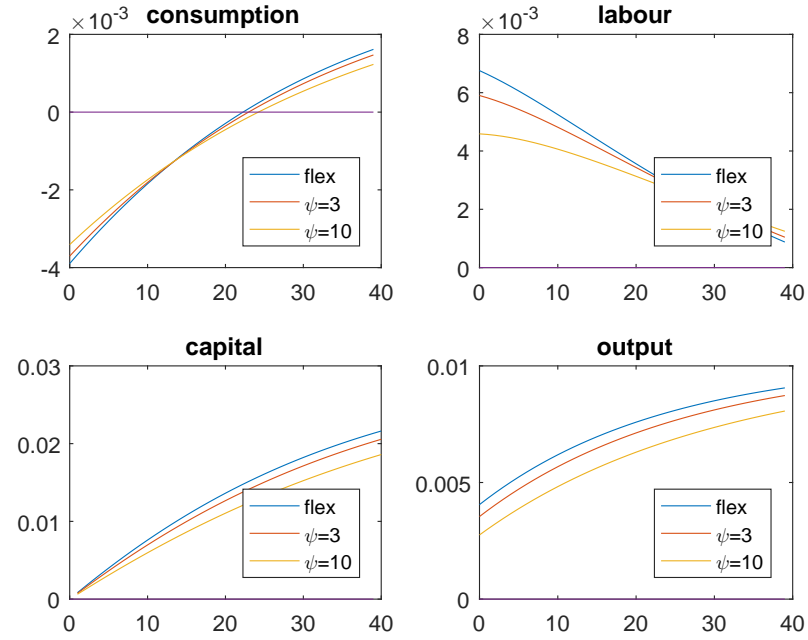 consumption
×10-3
2
0
-2
-4
0 10 20 30 40
flex
ψ=3
ψ=10
labour
×10-3
8
6
4
2
0
0 10 20 30 40
flex
ψ=3
ψ=10
capital
0.03
0.02
0.01
0
0 10 20 30 40
flex
ψ=3
ψ=10
output
0.01
0.005
0
0 10 20 30 40
flex
ψ=3
ψ=10